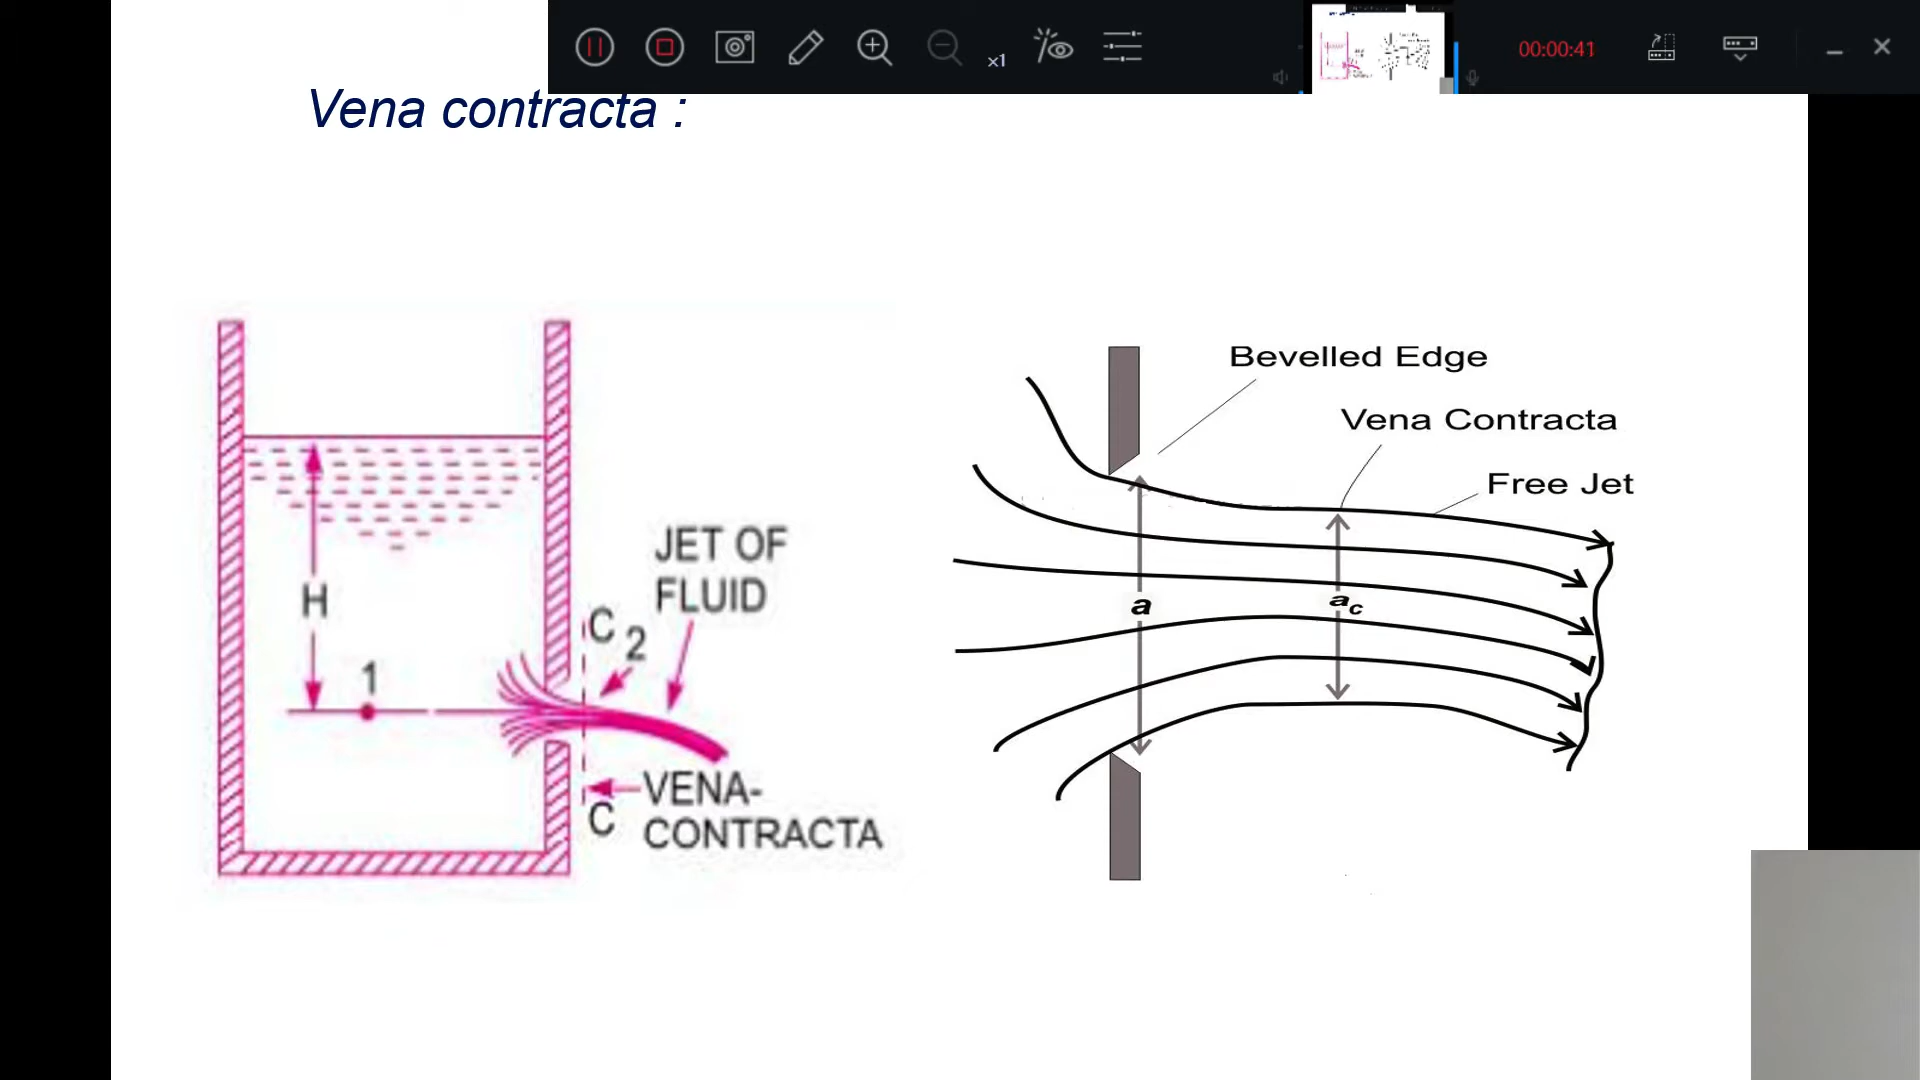 x1
00:00:41
Vena contracta :
H
1
C
2
JET OF
FLUID
C
VENA-
CONTRACTA
Bevelled Edge
Vena Contracta
Free Jet
a
ac